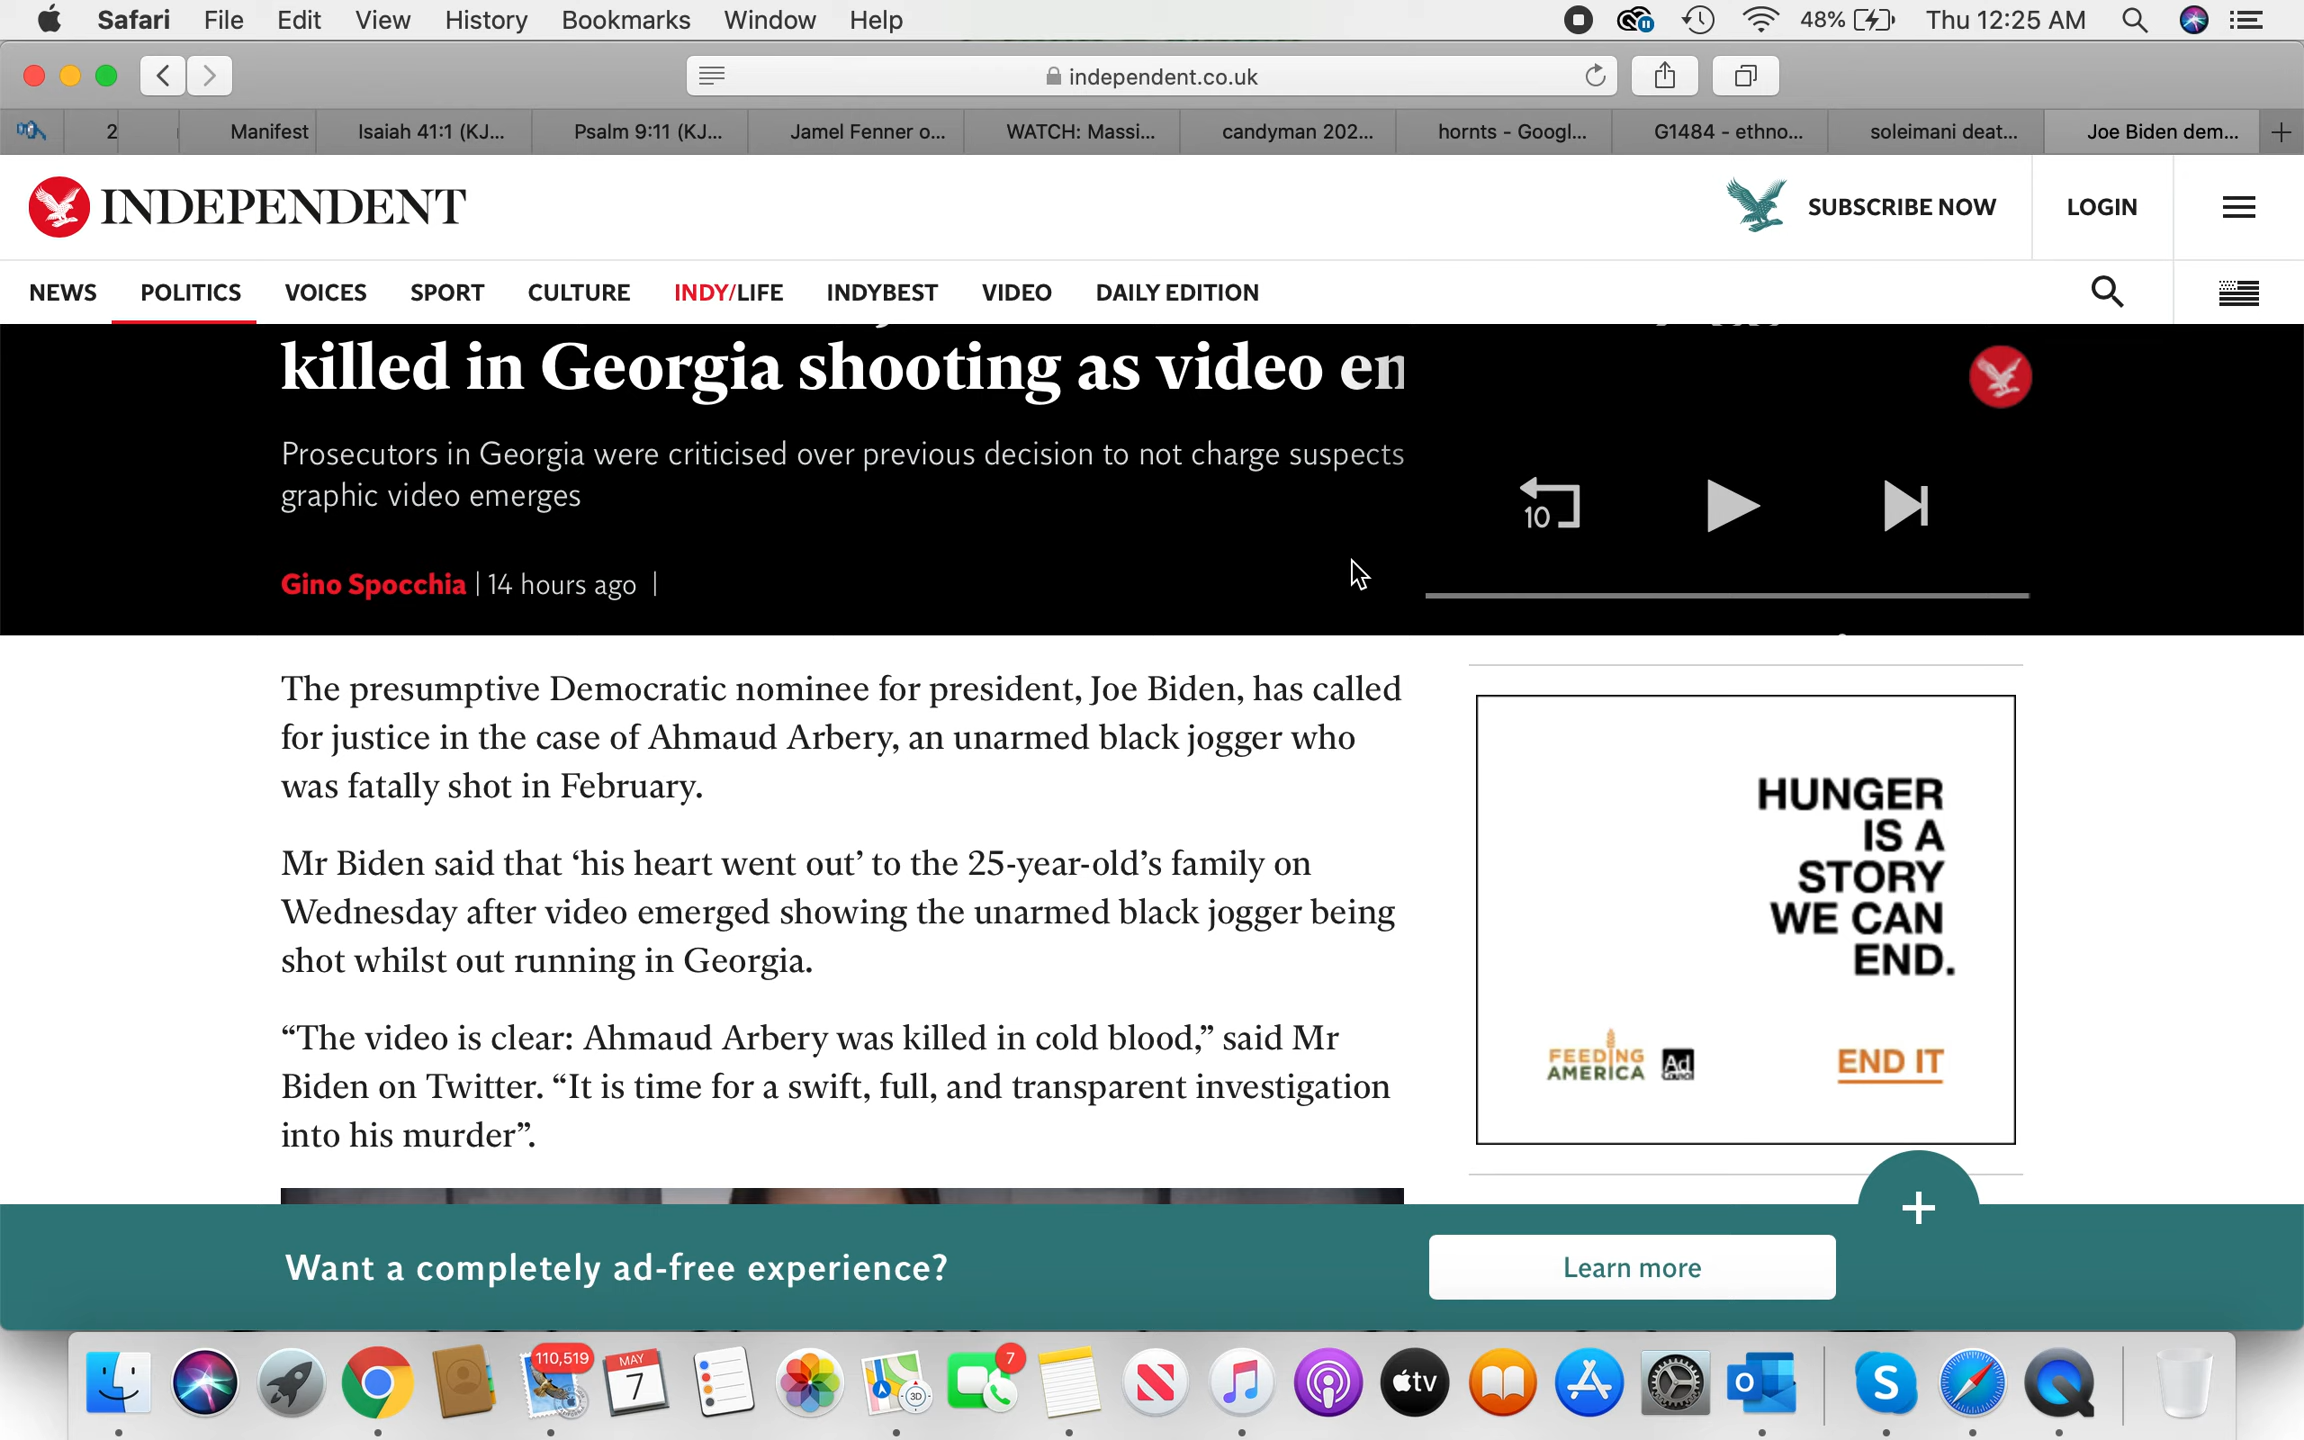 Safari File Edit View History Bookmarks Window Help 48% Thu 12:25 AM
independent.co.uk
2 Manifest Isaiah 41:1 (KJ... Psalm 9:11 (KJ... Jamel Fenner o... WATCH: Massi... candyman 202... hornts - Googl... G1484 - ethno... soleimani deat... Joe Biden dem... +
INDEPENDENT SUBSCRIBE NOW LOGIN
NEWS POLITICS VOICES SPORT CULTURE INDY/LIFE INDYBEST VIDEO DAILY EDITION
killed in Georgia shooting as video en
Prosecutors in Georgia were criticised over previous decision to not charge suspects
graphic video emerges
10
Gino Spocchia | 14 hours ago |
The presumptive Democratic nominee for president, Joe Biden, has called
for justice in the case of Ahmaud Arbery, an unarmed black jogger who
was fatally shot in February.
Mr Biden said that ‘his heart went out’ to the 25-year-old’s family on
Wednesday after video emerged showing the unarmed black jogger being
shot whilst out running in Georgia.
“The video is clear: Ahmaud Arbery was killed in cold blood,” said Mr
Biden on Twitter. “It is time for a swift, full, and transparent investigation
into his murder”.
HUNGER
IS A
STORY
WE CAN
END.
FEEDING
AMERICA
Ad
Council
END IT
+
Want a completely ad-free experience? Learn more
110,519
MAY
7
3D
7
tv
O
S